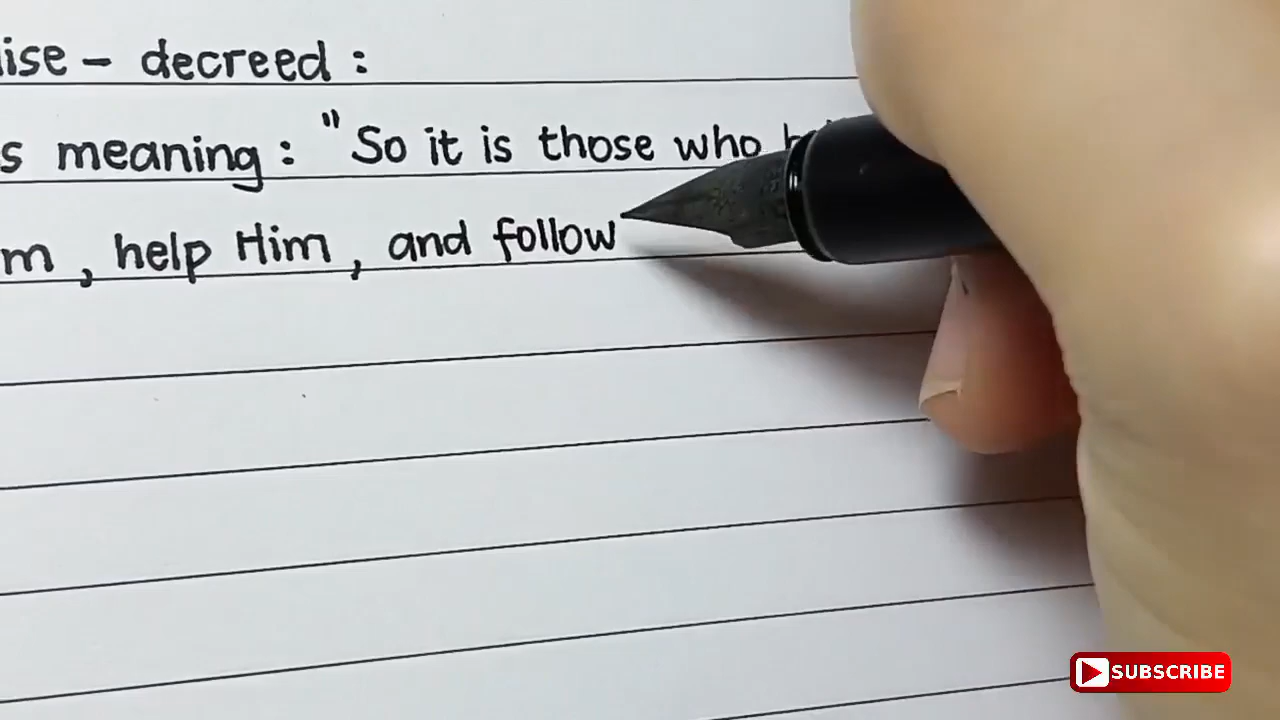 ise - decreed :
s meaning : "So it is those who
m , help Him , and follow
SUBSCRIBE